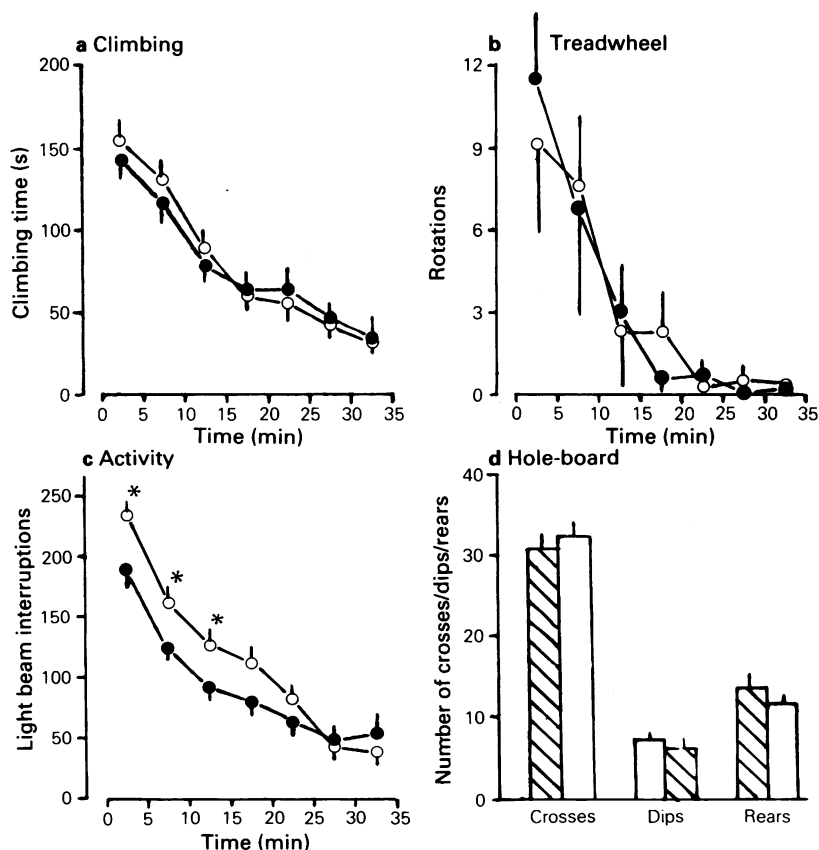 a Climbing
200
150
100
50
0
Climbing time (s)
0 5 10 15 20 25 30 35
Time (min)
b Treadwheel
12
9
6
3
0
Rotations
0 5 10 15 20 25 30 35
Time (min)
c Activity
250
200
150
100
50
0
Light beam interruptions
* * *
0 5 10 15 20 25 30 35
Time (min)
d Hole-board
40
30
20
10
0
Number of crosses/dips/rears
Crosses Dips Rears